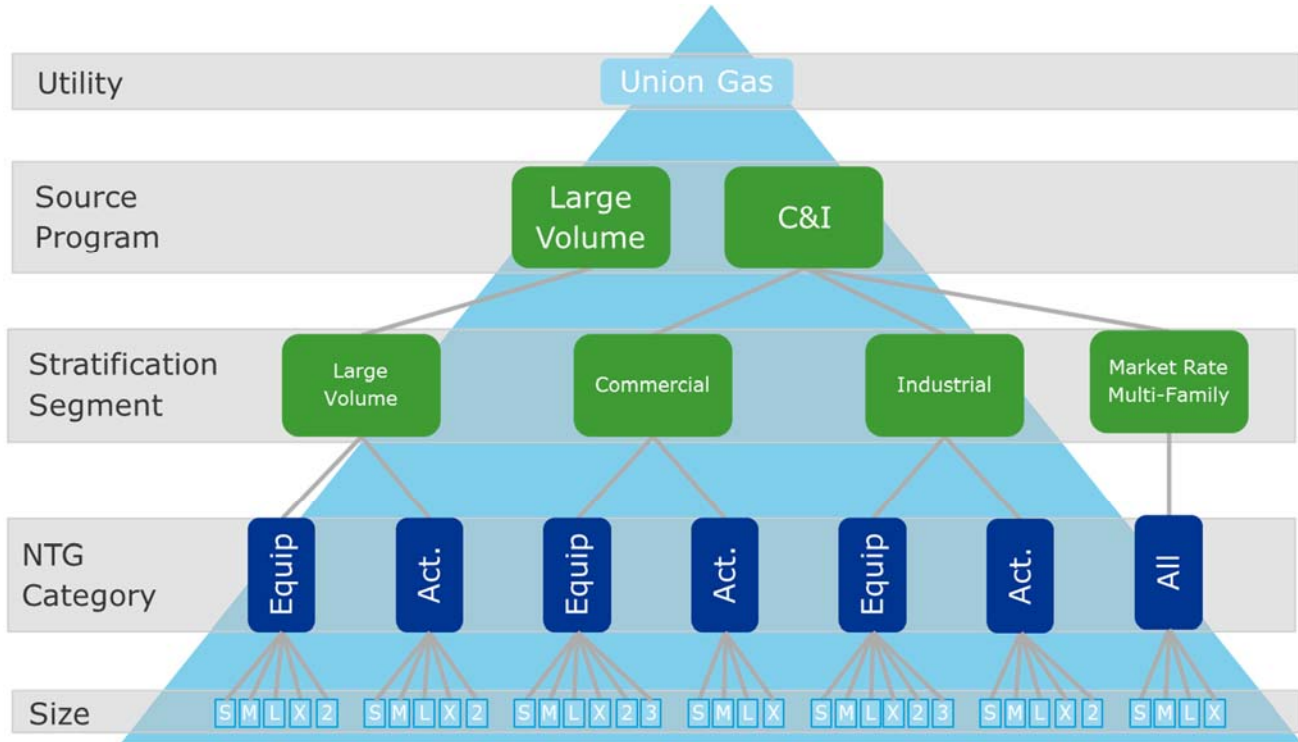 Utility
Union Gas
Source
Program
Large
Volume
C&I
Stratification
Segment
Large
Volume
Commercial
Industrial
Market Rate
Multi-Family
NTG
Category
Equip
Act.
Equip
Act.
Equip
Act.
All
Size
S M L X 2
S M L X 2
S M L X 2 3
S M L X
S M L X 2 3
S M L X 2
S M L X